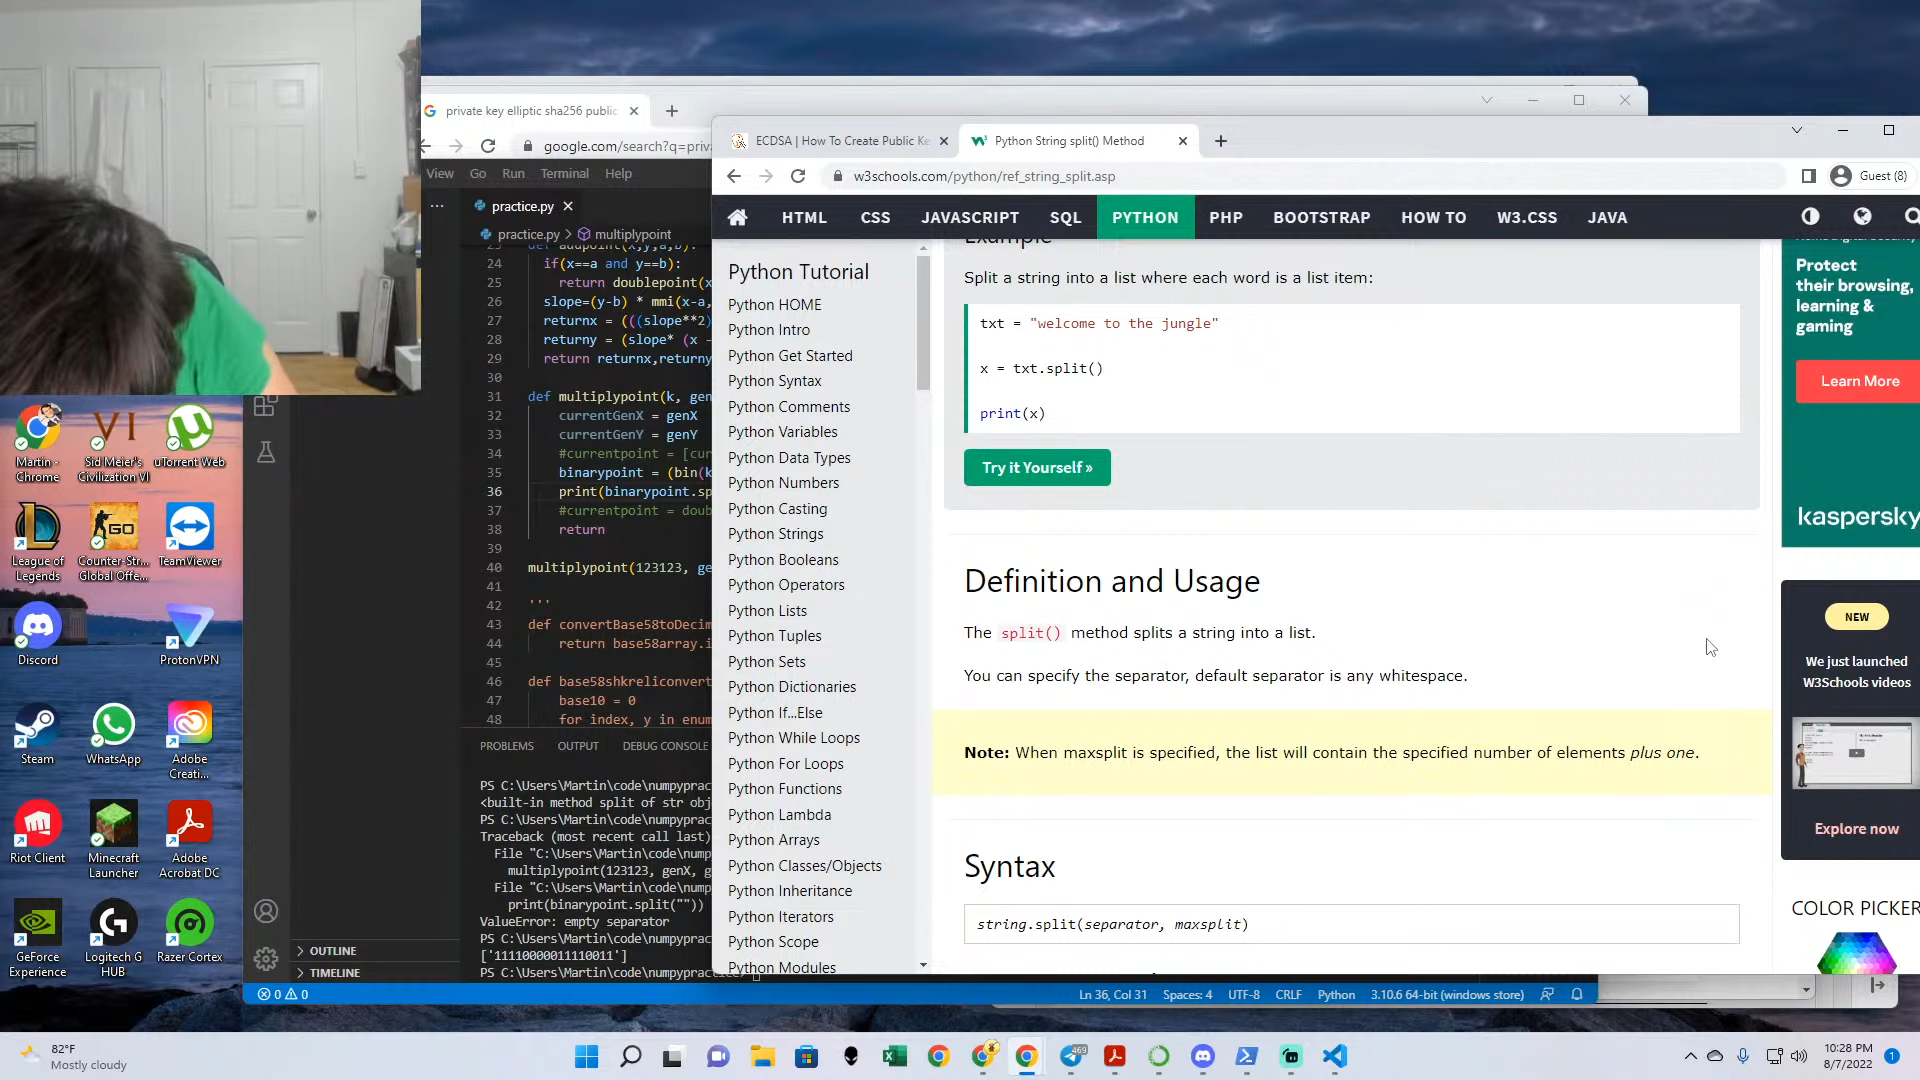 private key elliptic sha256 public
google.com/search?q=priva
View Go Run Terminal Help
practice.py
practice.py > multiplypoint
24 if(x==a and y==b):
25 return doublepoint(x
26 slope=(y-b) * mmi(x-a,
27 returnx = (((slope**2)
28 returny = (slope* (x -
29 return returnx,returny
30
31 def multiplypoint(k, gen
32 currentGenX = genX
33 currentGenY = genY
34 #currentpoint = [cur
35 binarypoint = (bin(k
36 print(binarypoint.sp
37 #currentpoint = doub
38 return
39
40 multiplypoint(123123, ge
41
42 '''
43 def convertBase58toDecim
44 return base58array.i
45
46 def base58shkreliconvert
47 base10 = 0
48 for index, y in enum
PROBLEMS OUTPUT DEBUG CONSOLE
PS C:\Users\Martin\code\numpyprac
<built-in method split of str obj
PS C:\Users\Martin\code\numpyprac
Traceback (most recent call last)
File "C:\Users\Martin\code\nump
multiplypoint(123123, genX, g
File "C:\Users\Martin\code\nump
print(binarypoint.split(""))
ValueError: empty separator
PS C:\Users\Martin\code\numpyprac
['11110000011110011']
PS C:\Users\Martin\code\numpypractice>
OUTLINE
TIMELINE
0 0
Ln 36, Col 31 Spaces: 4 UTF-8 CRLF Python 3.10.6 64-bit (windows store)
ECDSA | How To Create Public Ke
Python String split() Method
w3schools.com/python/ref_string_split.asp
Guest (8)
HTML CSS JAVASCRIPT SQL PYTHON PHP BOOTSTRAP HOW TO W3.CSS JAVA
Python Tutorial
Python HOME
Python Intro
Python Get Started
Python Syntax
Python Comments
Python Variables
Python Data Types
Python Numbers
Python Casting
Python Strings
Python Booleans
Python Operators
Python Lists
Python Tuples
Python Sets
Python Dictionaries
Python If...Else
Python While Loops
Python For Loops
Python Functions
Python Lambda
Python Arrays
Python Classes/Objects
Python Inheritance
Python Iterators
Python Scope
Python Modules
Example
Split a string into a list where each word is a list item:
txt = "welcome to the jungle"
x = txt.split()
print(x)
Try it Yourself »
Definition and Usage
The split() method splits a string into a list.
You can specify the separator, default separator is any whitespace.
Note: When maxsplit is specified, the list will contain the specified number of elements plus one.
Syntax
string.split(separator, maxsplit)
Protect
their browsing,
learning &
gaming
Learn More
kaspersky
NEW
We just launched
W3Schools videos
Explore now
COLOR PICKER
Martin -
Chrome
Sid Meier's
Civilization VI
uTorrent Web
League of
Legends
Counter-Str...
Global Offe...
TeamViewer
Discord
ProtonVPN
Steam
WhatsApp
Adobe
Creati...
Riot Client
Minecraft
Launcher
Adobe
Acrobat DC
GeForce
Experience
Logitech G
HUB
Razer Cortex
82°F
Mostly cloudy
469
10:28 PM
8/7/2022
1